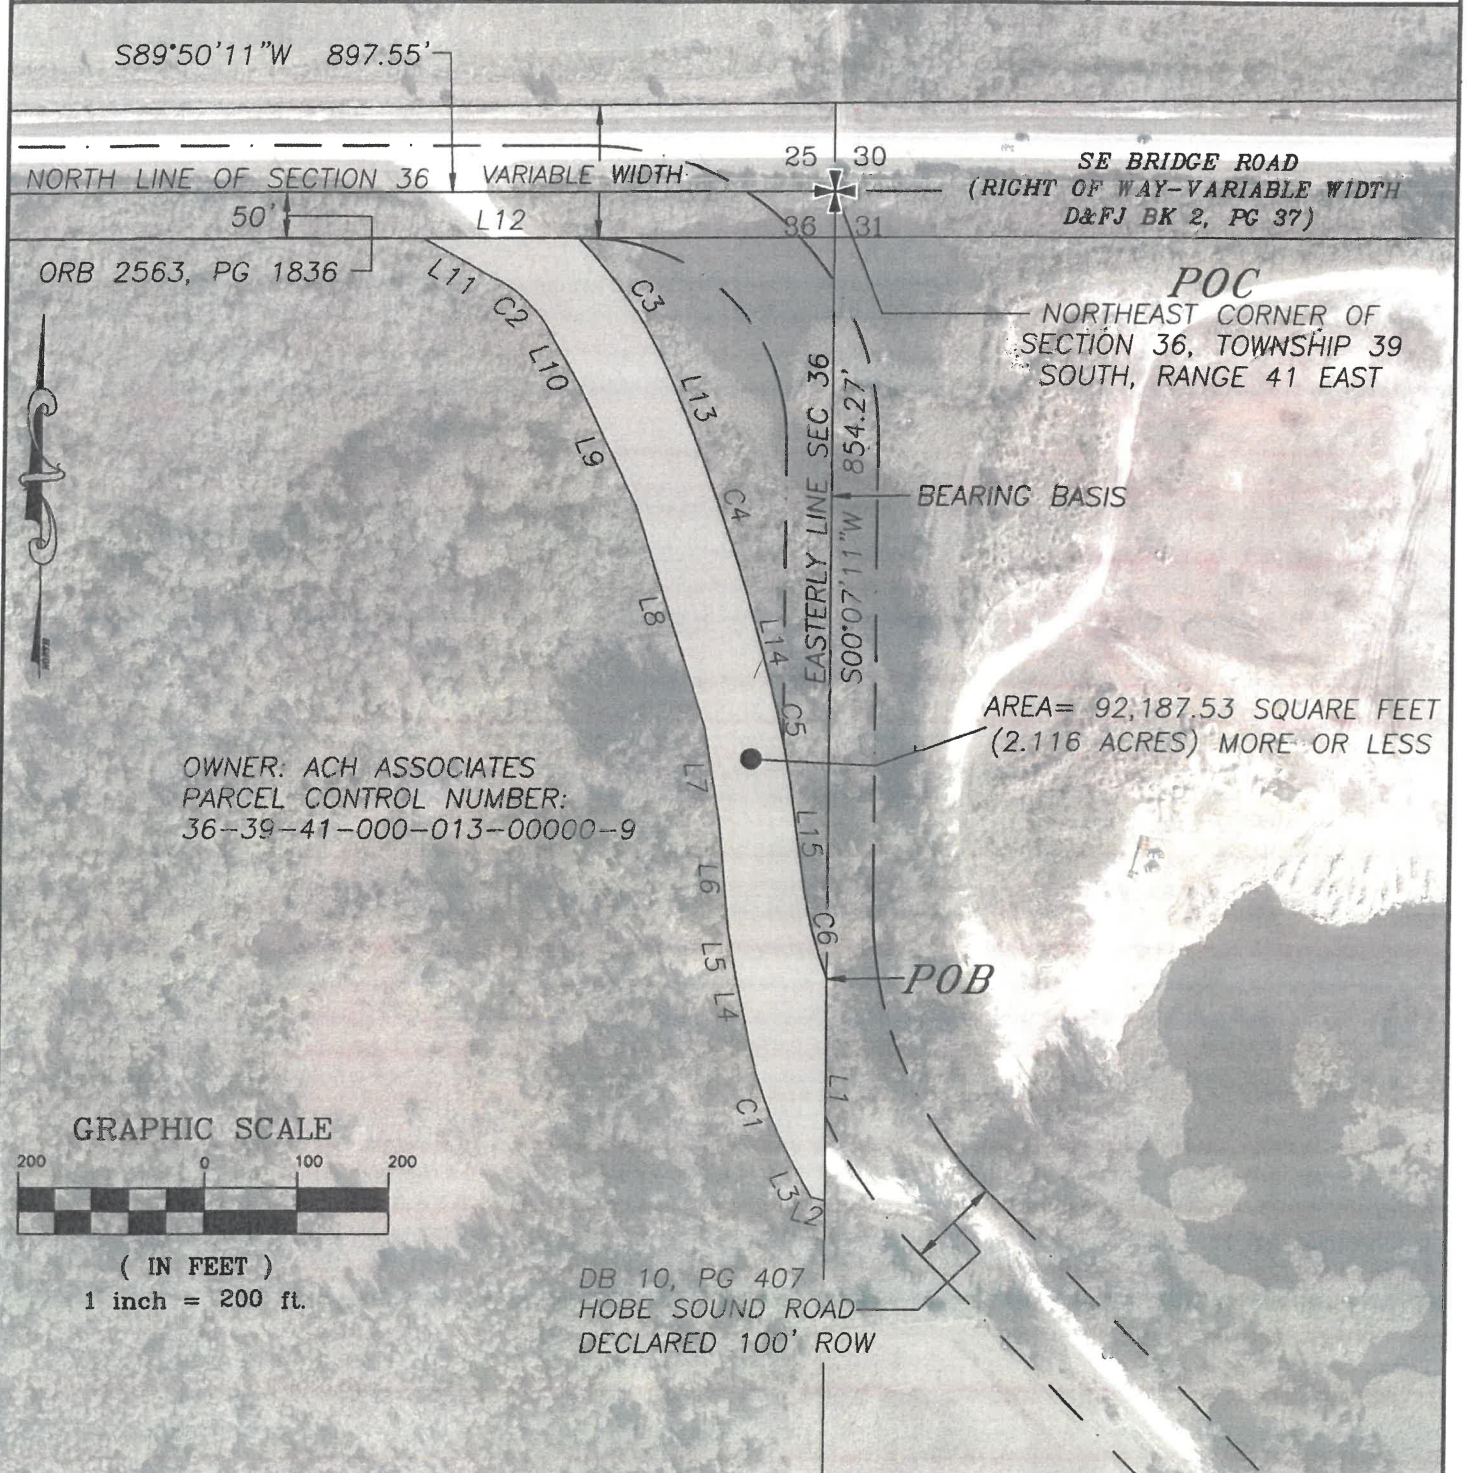 S89°50'11"W 897.55'
NORTH LINE OF SECTION 36
VARIABLE WIDTH
25 30
36 31
SE BRIDGE ROAD
(RIGHT OF WAY-VARIABLE WIDTH
D&FJ BK 2, PG 37)
50'
L12
ORB 2563, PG 1836
POC
NORTHEAST CORNER OF
SECTION 36, TOWNSHIP 39
SOUTH, RANGE 41 EAST
L11
C2
L10
L9
L8
L7
L6
L5
L4
C1
L3
L2
C3
L13
C4
L14
C5
L15
C6
L1
EASTERLY LINE SEC 36
S00°07'11"W 854.27'
BEARING BASIS
AREA= 92,187.53 SQUARE FEET
(2.116 ACRES) MORE OR LESS
OWNER: ACH ASSOCIATES
PARCEL CONTROL NUMBER:
36-39-41-000-013-00000-9
POB
GRAPHIC SCALE
200 0 100 200
( IN FEET )
1 inch = 200 ft.
DB 10, PG 407
HOBE SOUND ROAD
DECLARED 100' ROW